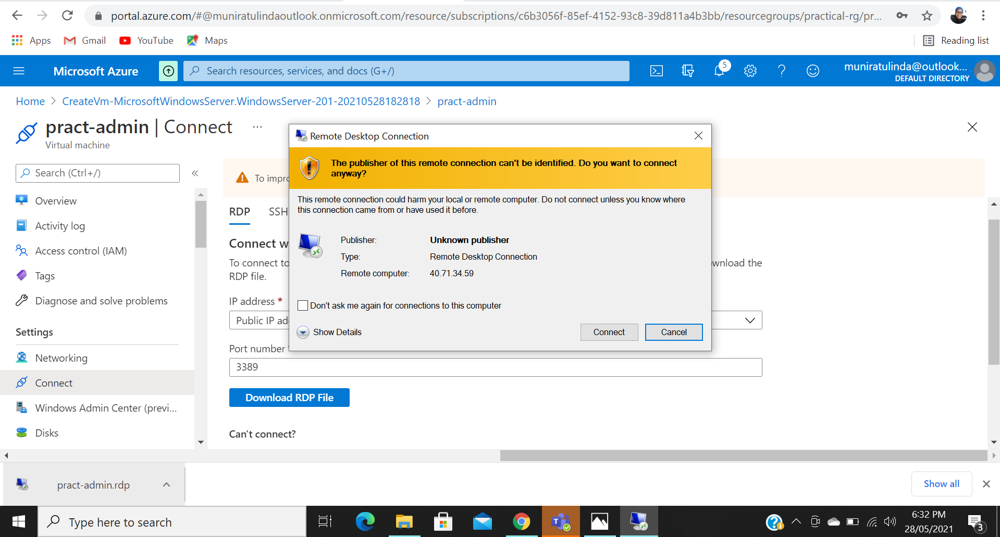 portal.azure.com/#@muniratulindaoutlook.onmicrosoft.com/resource/subscriptions/c6b3056f-85ef-4152-93c8-39d811a4b3bb/resourcegroups/practical-rg/pr...
Apps Gmail YouTube Maps Reading list
Microsoft Azure Search resources, services, and docs (G+/) 5 muniratulinda@outlook...
DEFAULT DIRECTORY
Home > CreateVm-MicrosoftWindowsServer.WindowsServer-201-20210528182818 > pract-admin
pract-admin | Connect ...
Virtual machine
Search (Ctrl+/) «
Overview
Activity log
Access control (IAM)
Tags
Diagnose and solve problems
Settings
Networking
Connect
Windows Admin Center (previ...
Disks
To impro
RDP SSH
Connect w
To connect to wnload the
RDP file.
IP address *
Public IP ad
Port number
3389
Download RDP File
Can't connect?
Remote Desktop Connection
The publisher of this remote connection can't be identified. Do you want to connect
anyway?
This remote connection could harm your local or remote computer. Do not connect unless you know where
this connection came from or have used it before.
Publisher: Unknown publisher
Type: Remote Desktop Connection
Remote computer: 40.71.34.59
Don't ask me again for connections to this computer
Show Details Connect Cancel
pract-admin.rdp Show all
Type here to search
6:32 PM
28/05/2021
3